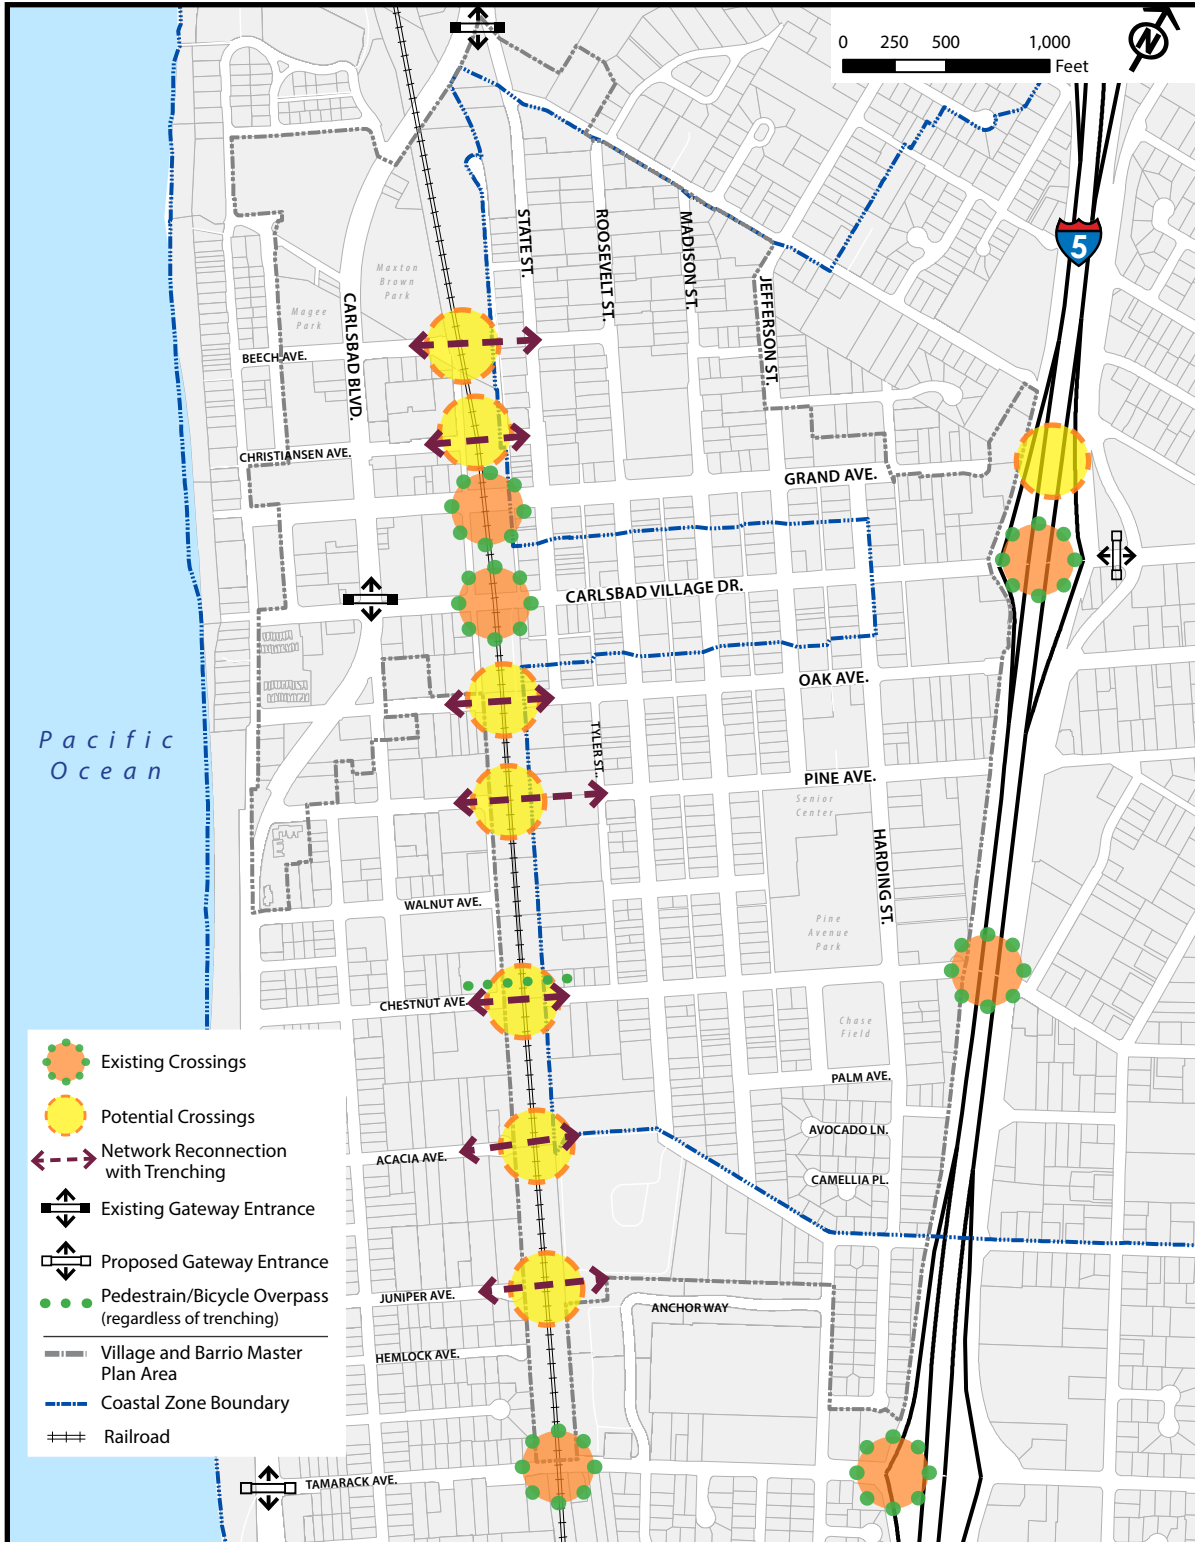 0 250 500 1,000
Feet
N
5
STATE ST.
ROOSEVELT ST.
MADISON ST.
JEFFERSON ST.
CARLSBAD BLVD.
Maxton
Brown
Park
Magee
Park
BEECH AVE.
CHRISTIANSEN AVE.
GRAND AVE.
CARLSBAD VILLAGE DR.
OAK AVE.
TYLER ST..
PINE AVE.
Pacific
Ocean
Senior
Center
HARDING ST.
WALNUT AVE.
Pine
Avenue
Park
CHESTNUT AVE.
Chase
Field
PALM AVE.
AVOCADO LN.
ACACIA AVE.
CAMELLIA PL.
JUNIPER AVE.
ANCHOR WAY
HEMLOCK AVE.
TAMARACK AVE.
Existing Crossings
Potential Crossings
Network Reconnection
with Trenching
Existing Gateway Entrance
Proposed Gateway Entrance
Pedestrain/Bicycle Overpass
(regardless of trenching)
Village and Barrio Master
Plan Area
Coastal Zone Boundary
Railroad